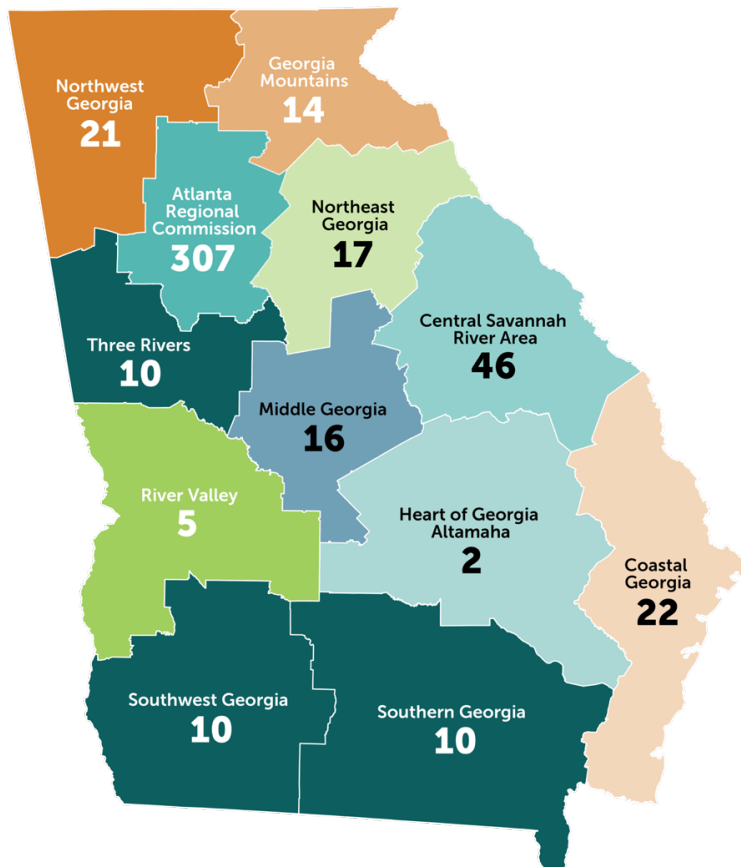 Northwest
Georgia
21
Georgia
Mountains
14
Atlanta
Regional
Commission
307
Northeast
Georgia
17
Central Savannah
River Area
46
Three Rivers
10
Middle Georgia
16
River Valley
5
Heart of Georgia
Altamaha
2
Coastal
Georgia
22
Southwest Georgia
10
Southern Georgia
10